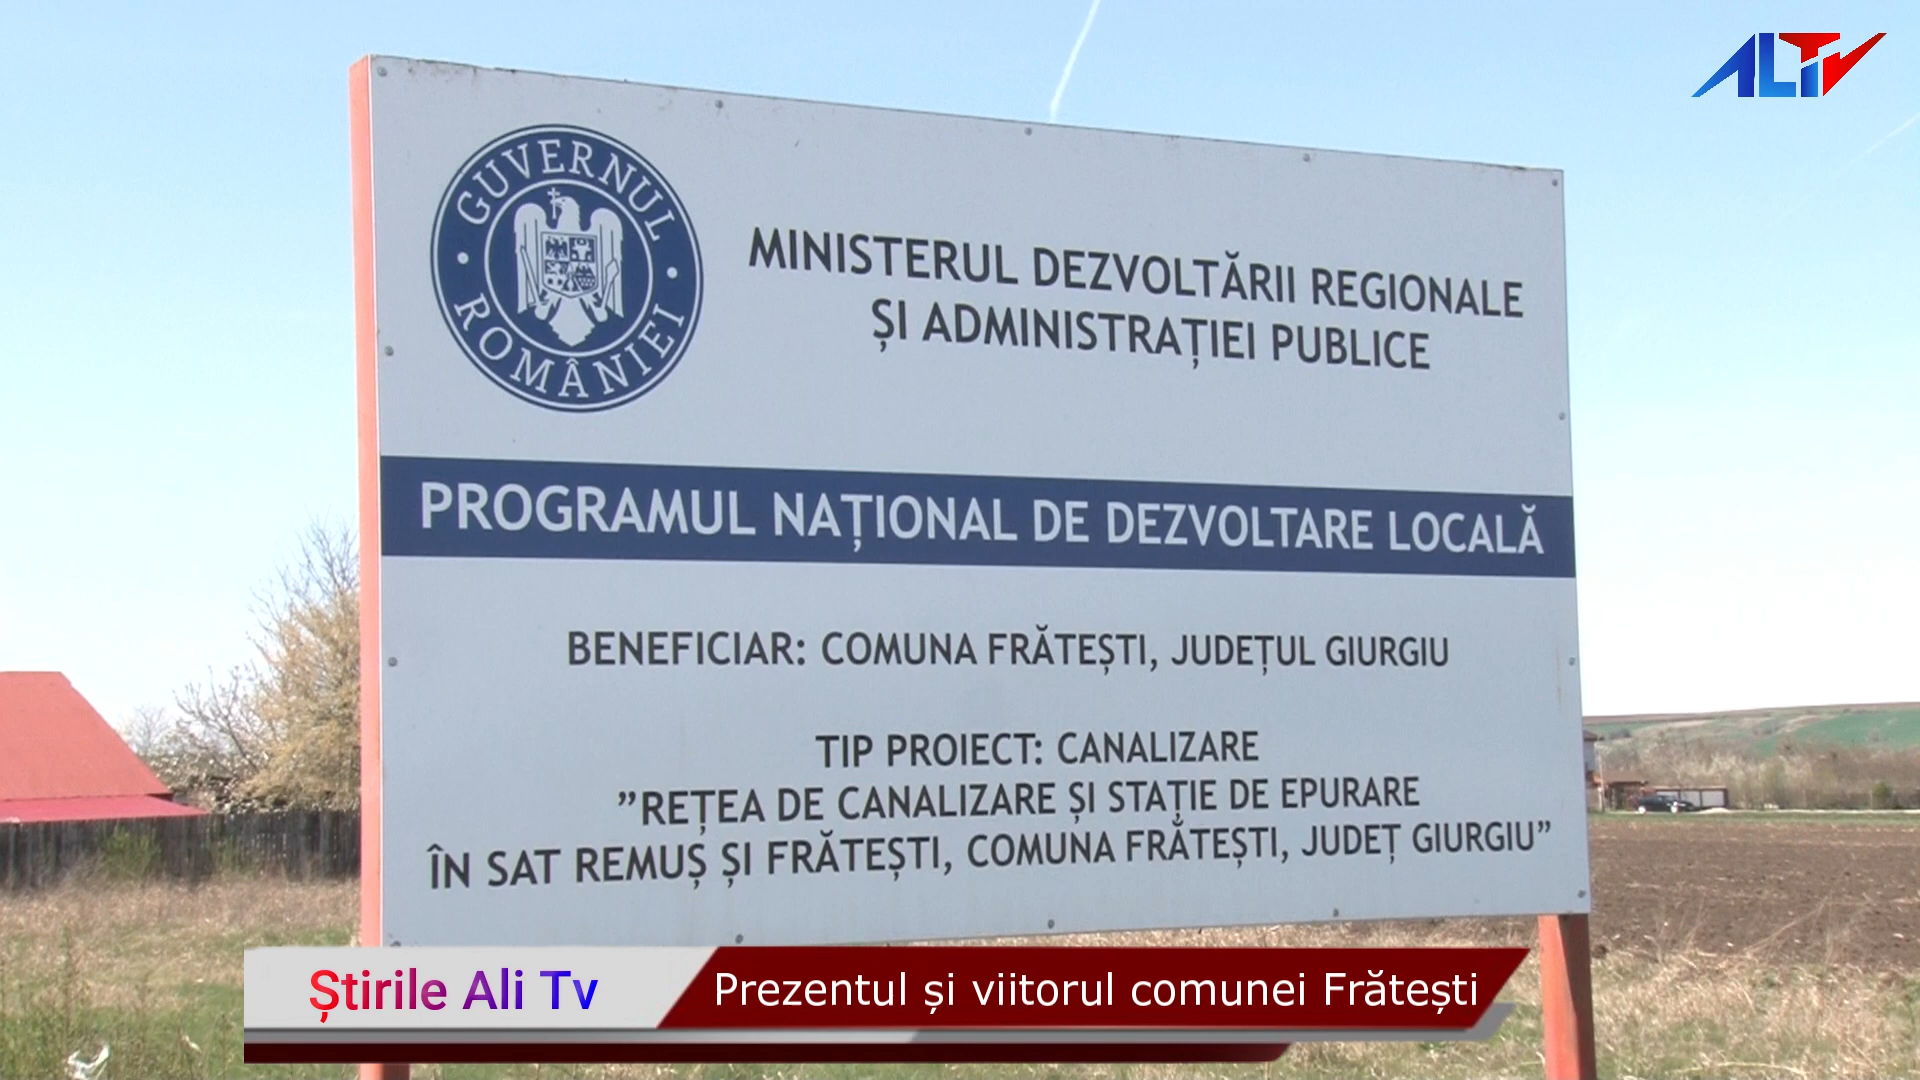 ALTV
GUVERNUL
ROMÂNIEI
MINISTERUL DEZVOLTĂRII REGIONALE
ȘI ADMINISTRAȚIEI PUBLICE
PROGRAMUL NAȚIONAL DE DEZVOLTARE LOCALĂ
BENEFICIAR: COMUNA FRĂTEȘTI, JUDEȚUL GIURGIU
TIP PROIECT: CANALIZARE
”REȚEA DE CANALIZARE ȘI STAȚIE DE EPURARE
ÎN SAT REMUȘ ȘI FRĂTEȘTI, COMUNA FRĂTEȘTI, JUDEȚ GIURGIU”
Știrile Ali Tv
Prezentul și viitorul comunei Frătești